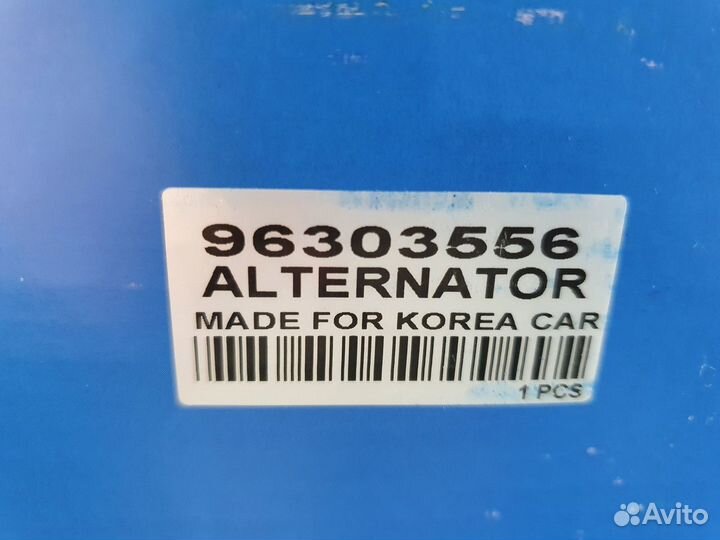 96303556
ALTERNATOR
MADE FOR KOREA CAR
1 PCS
Avito